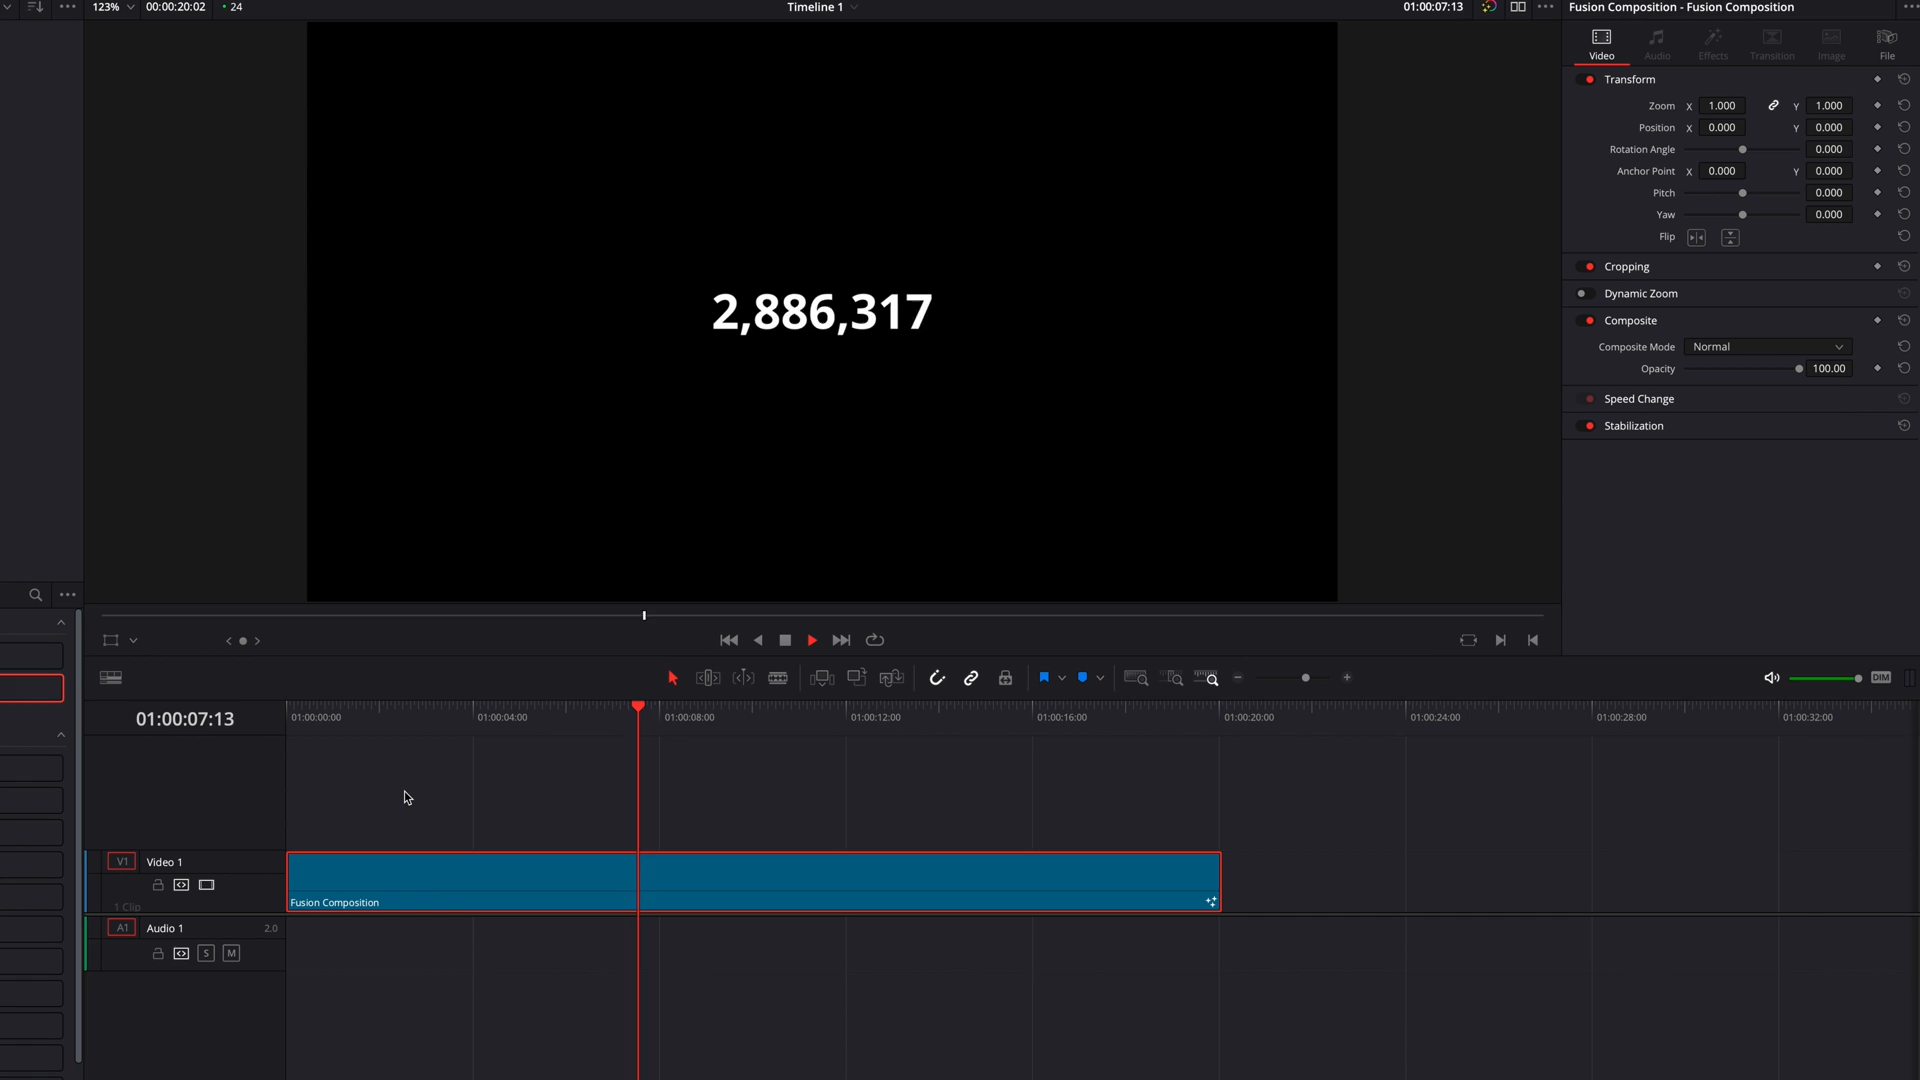 123% 00:00:20:02 24 Timeline 1 01:00:07:13 Fusion Composition - Fusion Composition
Video Audio Effects Transition Image File
Transform
Zoom X 1.000 Y 1.000
Position X 0.000 Y 0.000
Rotation Angle 0.000
Anchor Point X 0.000 Y 0.000
Pitch 0.000
Yaw 0.000
Flip
Cropping
Dynamic Zoom
Composite
Composite Mode Normal
Opacity 100.00
Speed Change
Stabilization
2,886,317
DIM
01:00:07:13 01:00:00:00 01:00:04:00 01:00:08:00 01:00:12:00 01:00:16:00 01:00:20:00 01:00:24:00 01:00:28:00 01:00:32:00
V1 Video 1
1 Clip
Fusion Composition
A1 Audio 1 2.0
S M